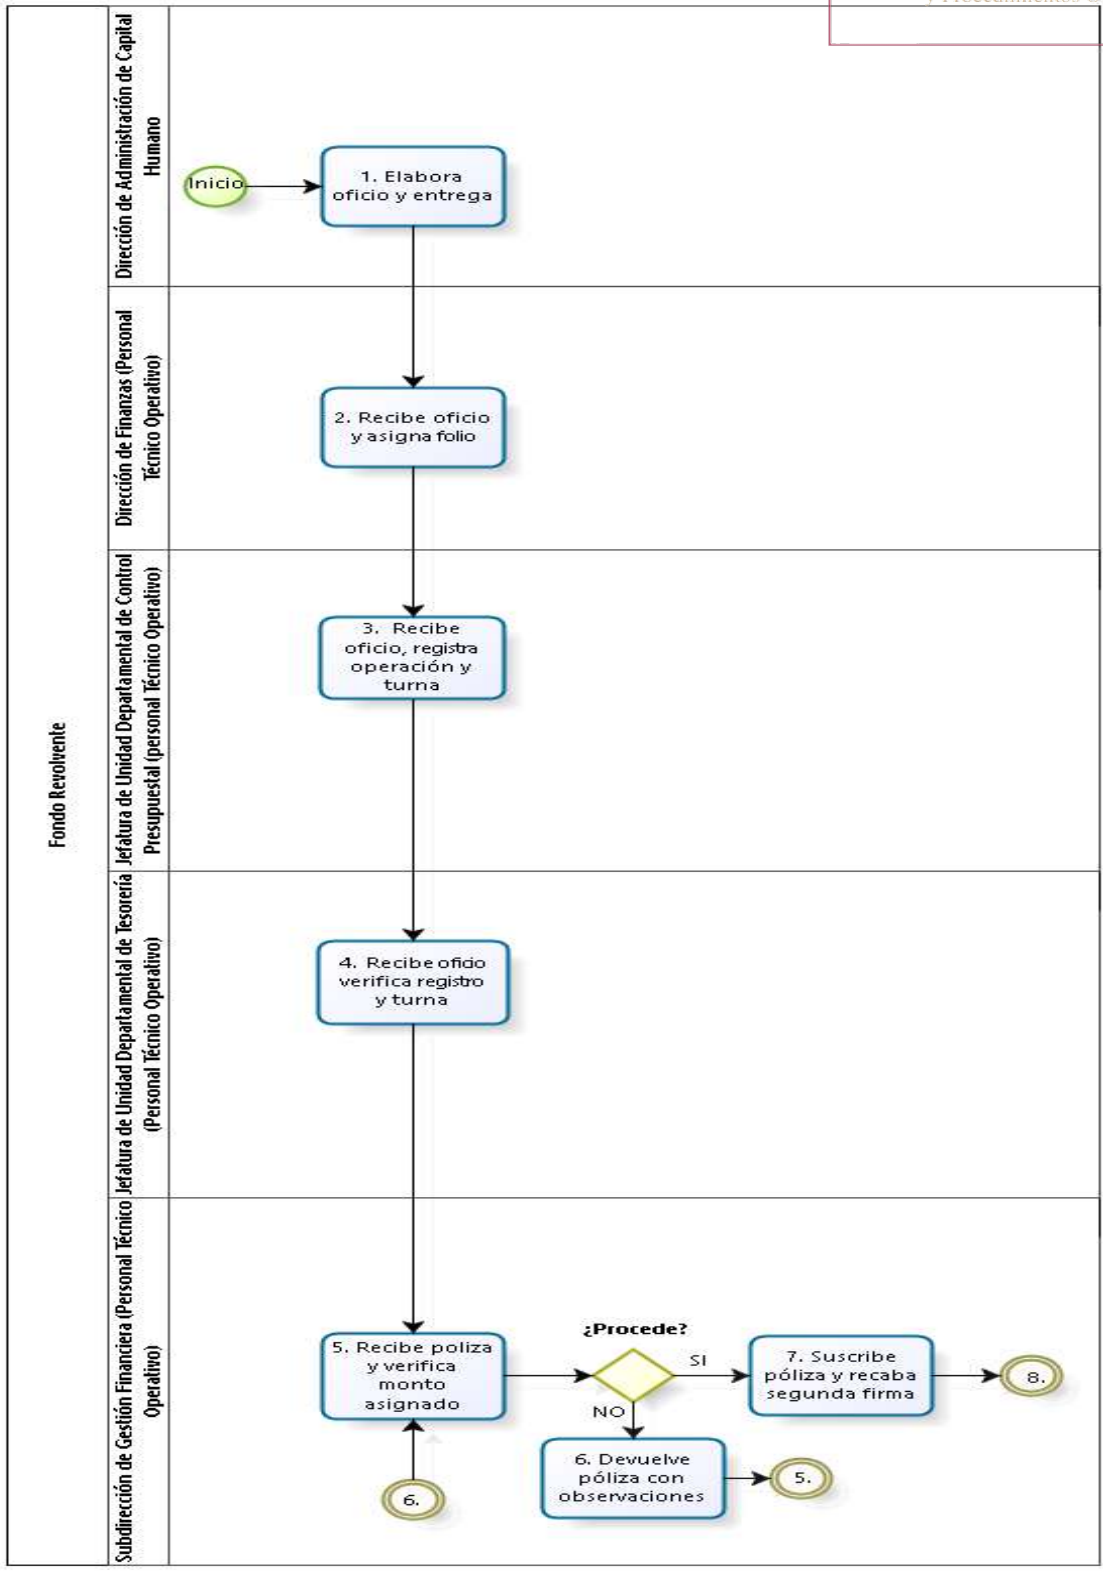 y Procedimientos
Fondo Revolvente
Dirección de Administración de Capital
Humano
Inicio
1. Elabora
oficio y entrega
Dirección de Finanzas (Personal
Técnico Operativo)
2. Recibe oficio
y asigna folio
Jefatura de Unidad Departamental de Control
Presupuestal (personal Técnico Operativo)
3. Recibe
oficio, registra
operación y
turna
Jefatura de Unidad Departamental de Tesorería
(Personal Técnico Operativo)
4. Recibe oficio
verifica registro
y turna
Subdirección de Gestión Financiera (Personal Técnico
Operativo)
5. Recibe poliza
y verifica
monto
asignado
¿Procede?
SI
7. Suscribe
póliza y recaba
segunda firma
8.
NO
6. Devuelve
póliza con
observaciones
5.
6.